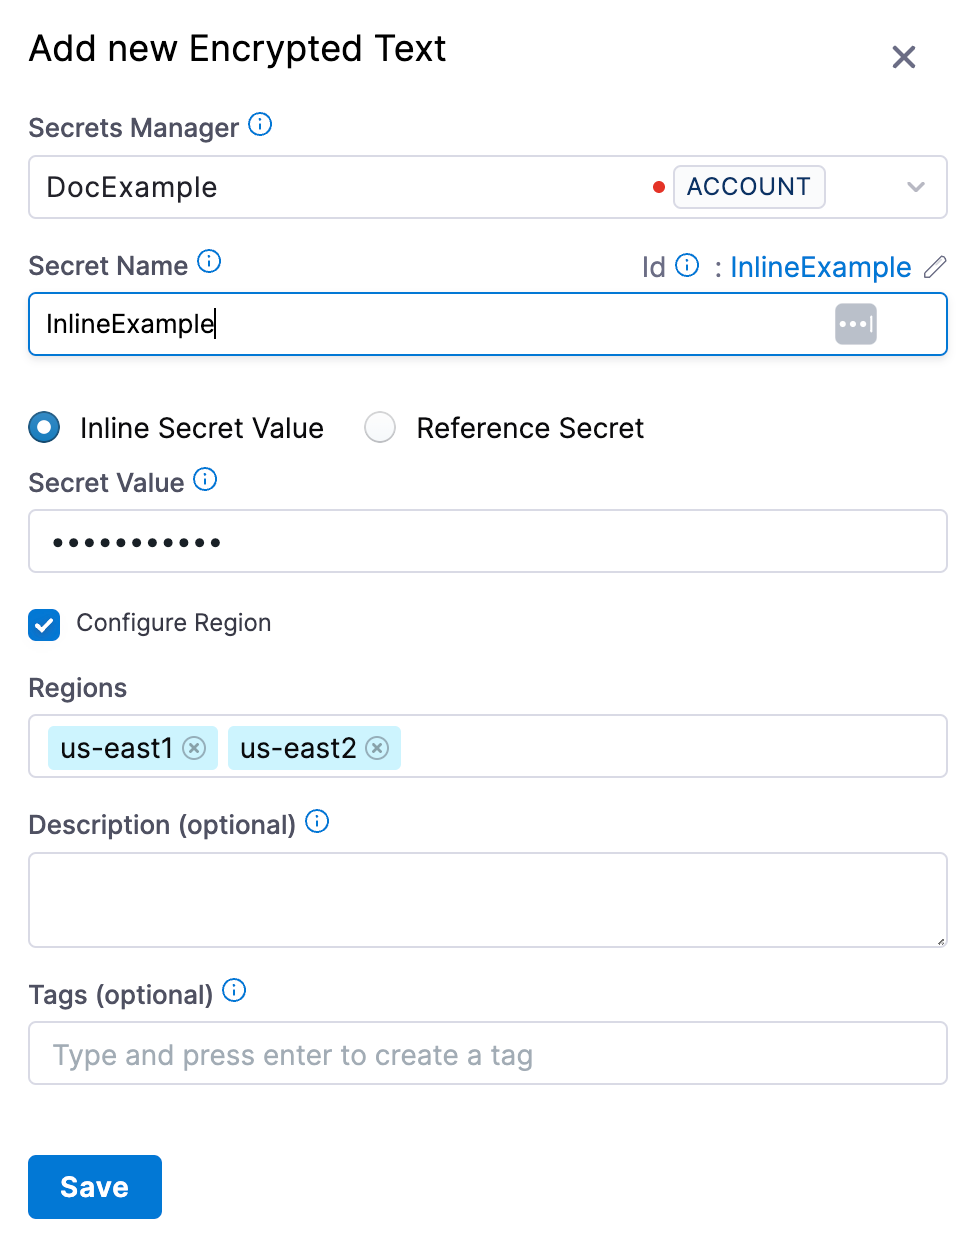 Add new Encrypted Text
Secrets Manager
DocExample ACCOUNT
Secret Name Id : InlineExample
InlineExample
Inline Secret Value Reference Secret
Secret Value
•••••••••••
Configure Region
Regions
us-east1 us-east2
Description (optional)
Tags (optional)
Type and press enter to create a tag
Save